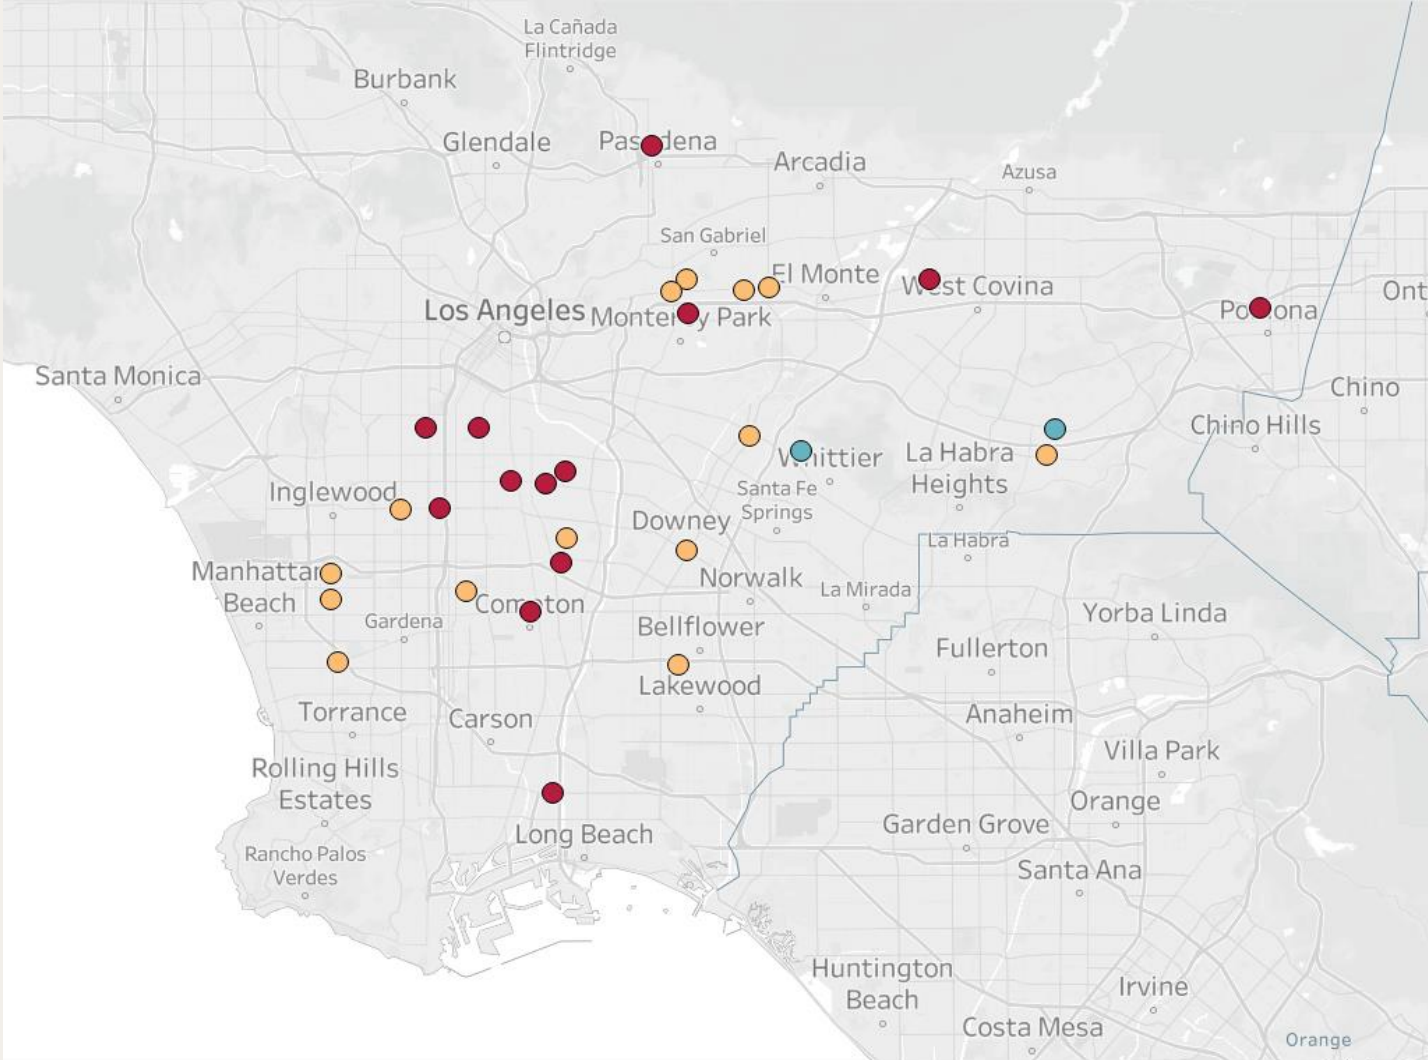 La Cañada
Flintridge
Burbank
Glendale
Pasadena
Arcadia
Azusa
San Gabriel
El Monte
West Covina
Ont
Los Angeles
Monterey Park
Pomona
Santa Monica
Chino
Chino Hills
Whittier
La Habra
Heights
Inglewood
Santa Fe
Springs
Downey
La Habra
Manhattan
Beach
Norwalk
La Mirada
Compton
Gardena
Yorba Linda
Bellflower
Fullerton
Lakewood
Torrance
Carson
Anaheim
Villa Park
Rolling Hills
Estates
Orange
Garden Grove
Long Beach
Rancho Palos
Verdes
Santa Ana
Huntington
Beach
Irvine
Costa Mesa
Orange